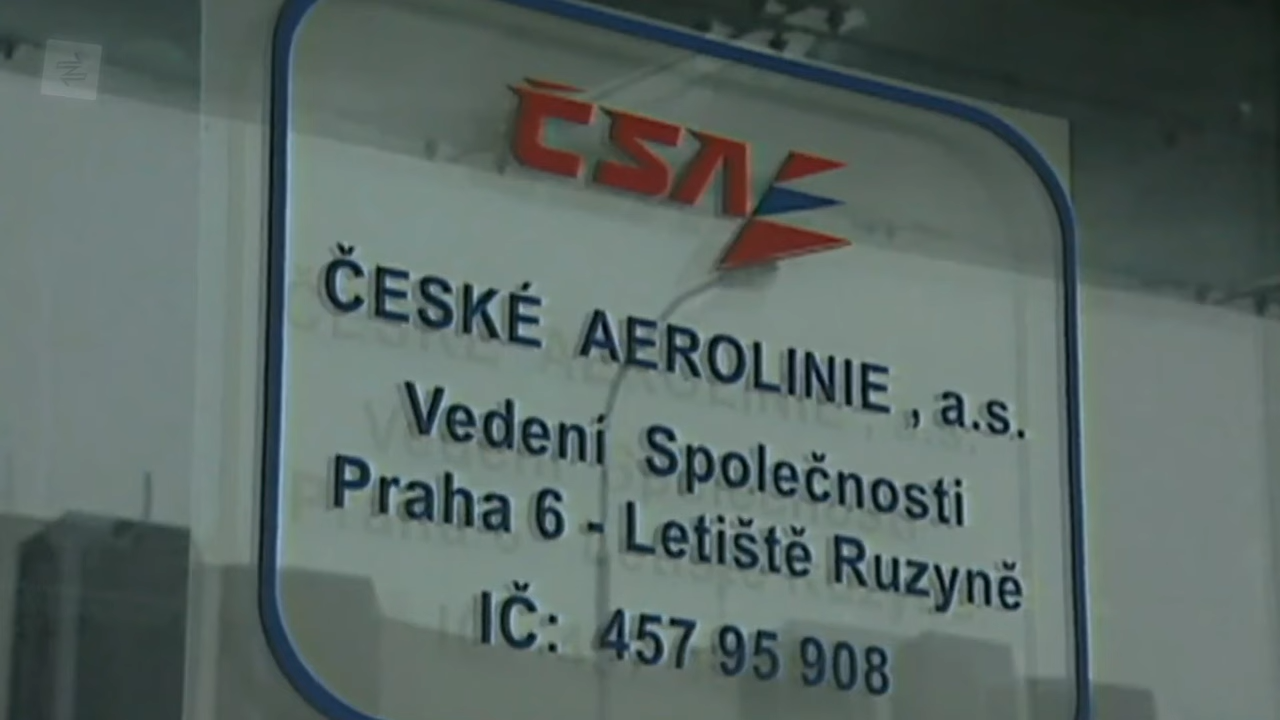 ČSA
ČESKÉ AEROLINIE, a.s.
Vedení Společnosti
Praha 6 - Letiště Ruzyně
IČ: 457 95 908